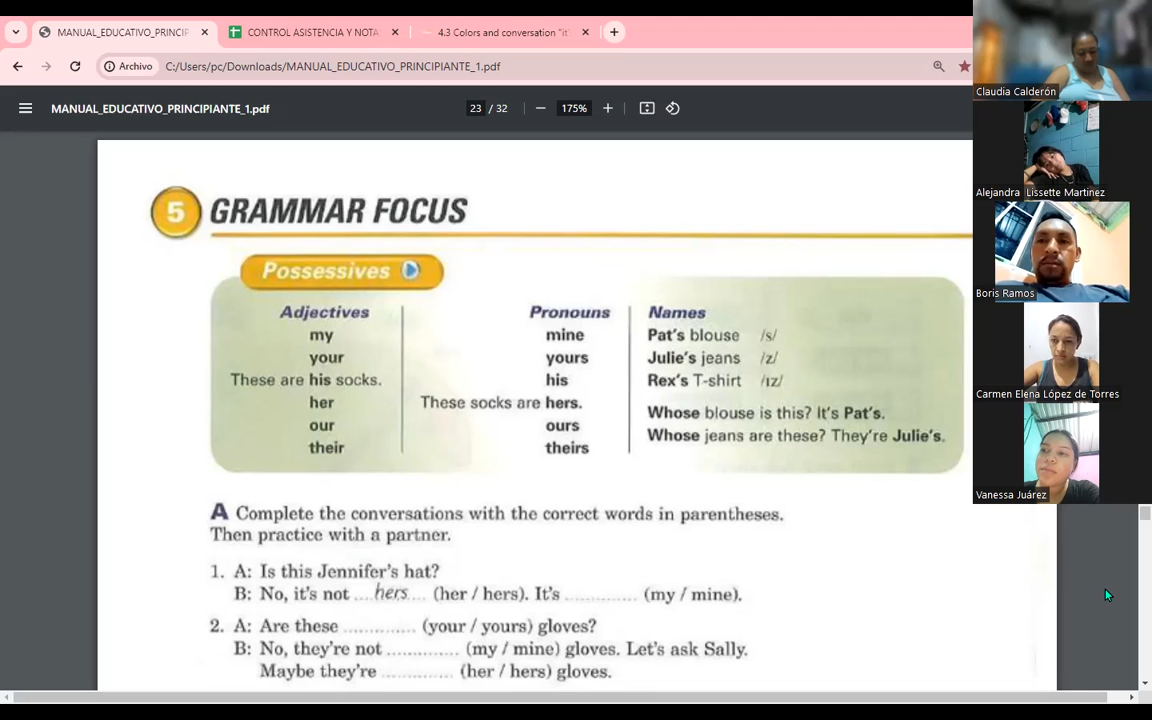 MANUAL_EDUCATIVO_PRINCIP
CONTROL ASISTENCIA Y NOTA
4.3 Colors and conversation "it
Archivo
C:/Users/pc/Downloads/MANUAL_EDUCATIVO_PRINCIPIANTE_1.pdf
MANUAL_EDUCATIVO_PRINCIPIANTE_1.pdf
23 / 32
175%
5 GRAMMAR FOCUS
Possessives
Adjectives
my
your
These are his socks.
her
our
their
Pronouns
mine
yours
his
These socks are hers.
ours
theirs
Names
Pat's blouse /s/
Julie's jeans /z/
Rex's T-shirt /ɪz/
Whose blouse is this? It's Pat's.
Whose jeans are these? They're Julie's.
A Complete the conversations with the correct words in parentheses.
Then practice with a partner.
1. A: Is this Jennifer's hat?
B: No, it's not ...hers... (her / hers). It's ............. (my / mine).
2. A: Are these ............. (your / yours) gloves?
B: No, they're not ............. (my / mine) gloves. Let's ask Sally.
Maybe they're ............. (her / hers) gloves.
Claudia Calderón
Alejandra Lissette Martinez
Boris Ramos
Carmen Elena López de Torres
Vanessa Juárez